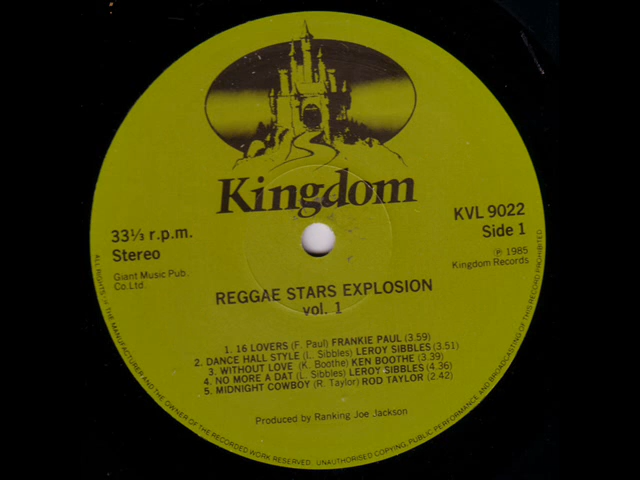 Kingdom
33⅓ r.p.m.
Stereo
Giant Music Pub.
Co.Ltd.
KVL 9022
Side 1
℗ 1985
Kingdom Records
REGGAE STARS EXPLOSION
vol. 1
1. 16 LOVERS (F. Paul) FRANKIE PAUL (3.59)
2. DANCE HALL STYLE (L. Sibbles) LEROY SIBBLES (3.51)
3. WITHOUT LOVE (K. Boothe) KEN BOOTHE (3.39)
4. NO MORE A DAT (L. Sibbles) LEROY SIBBLES (4.36)
5. MIDNIGHT COWBOY (R. Taylor) ROD TAYLOR (2.42)
Produced by Ranking Joe Jackson
ALL RIGHTS THE MANUFACTURER AND THE OWNER OF THE RECORDED WORK RESERVED. UNAUTHORISED COPYING, PUBLIC PERFORMANCE AND BROADCASTING OF THIS RECORD PROHIBITED